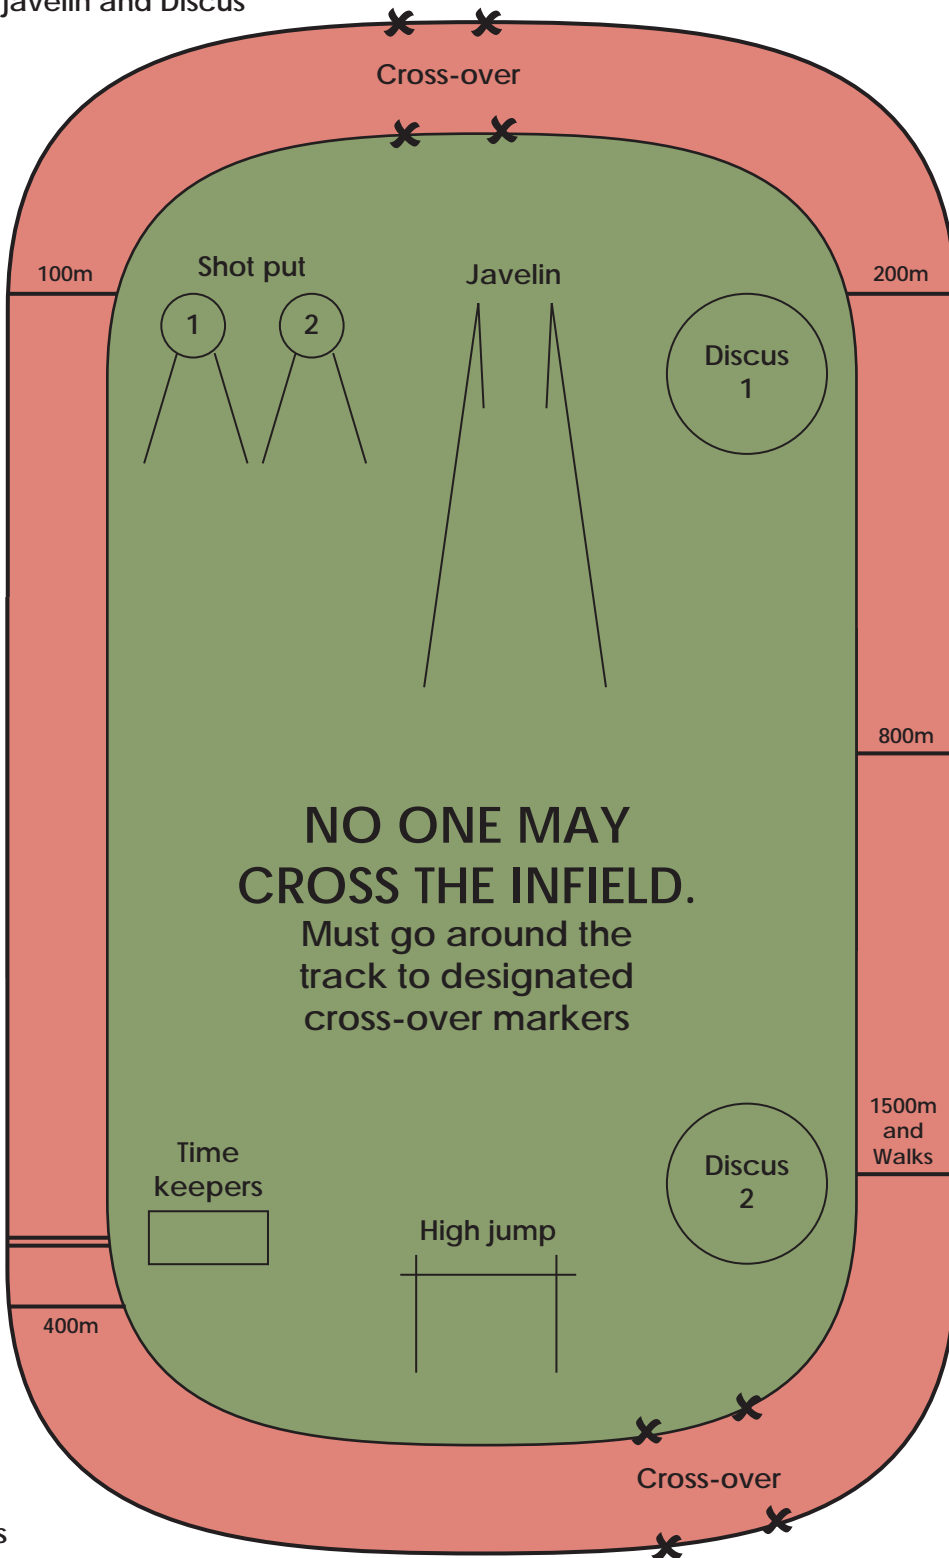 javelin and Discus
Cross-over
Shot put
Javelin
100m
200m
1
2
Discus
1
800m
NO ONE MAY
CROSS THE INFIELD.
Must go around the
track to designated
cross-over markers
1500m
and
Walks
Time
keepers
Discus
2
High jump
400m
Cross-over